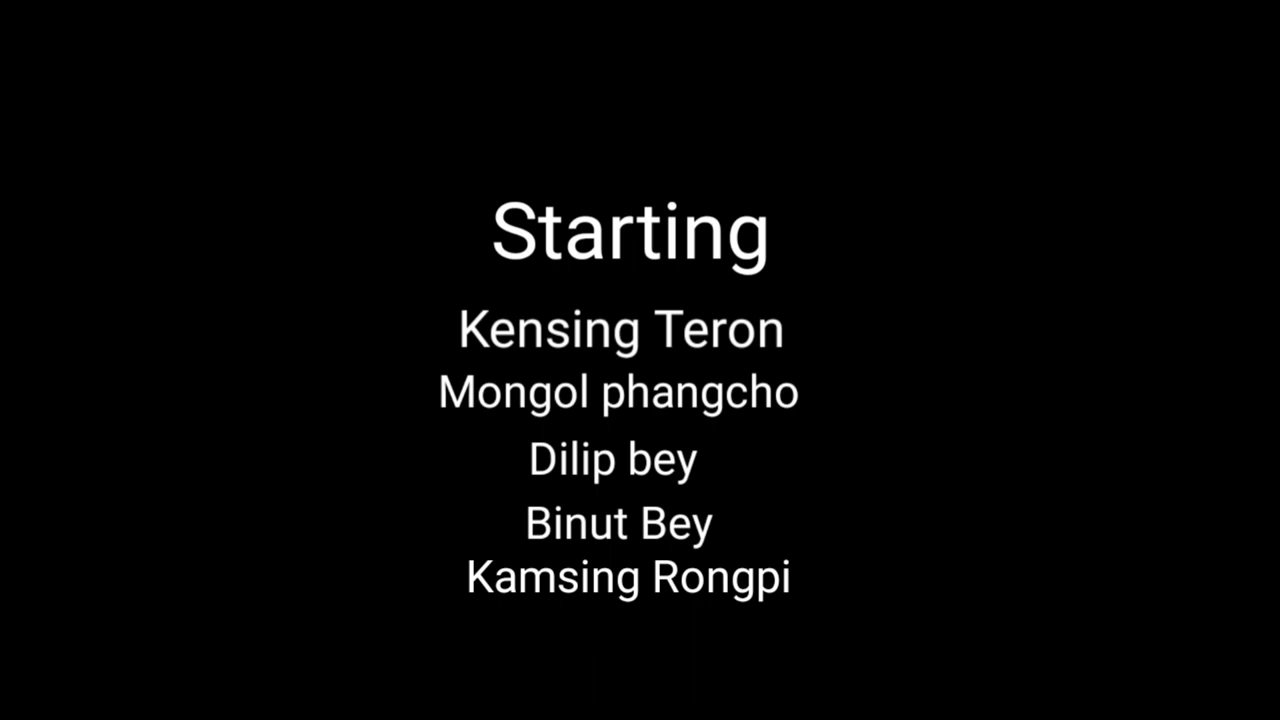 Starting
Kensing Teron
Mongol phangcho
Dilip bey
Binut Bey
Kamsing Rongpi